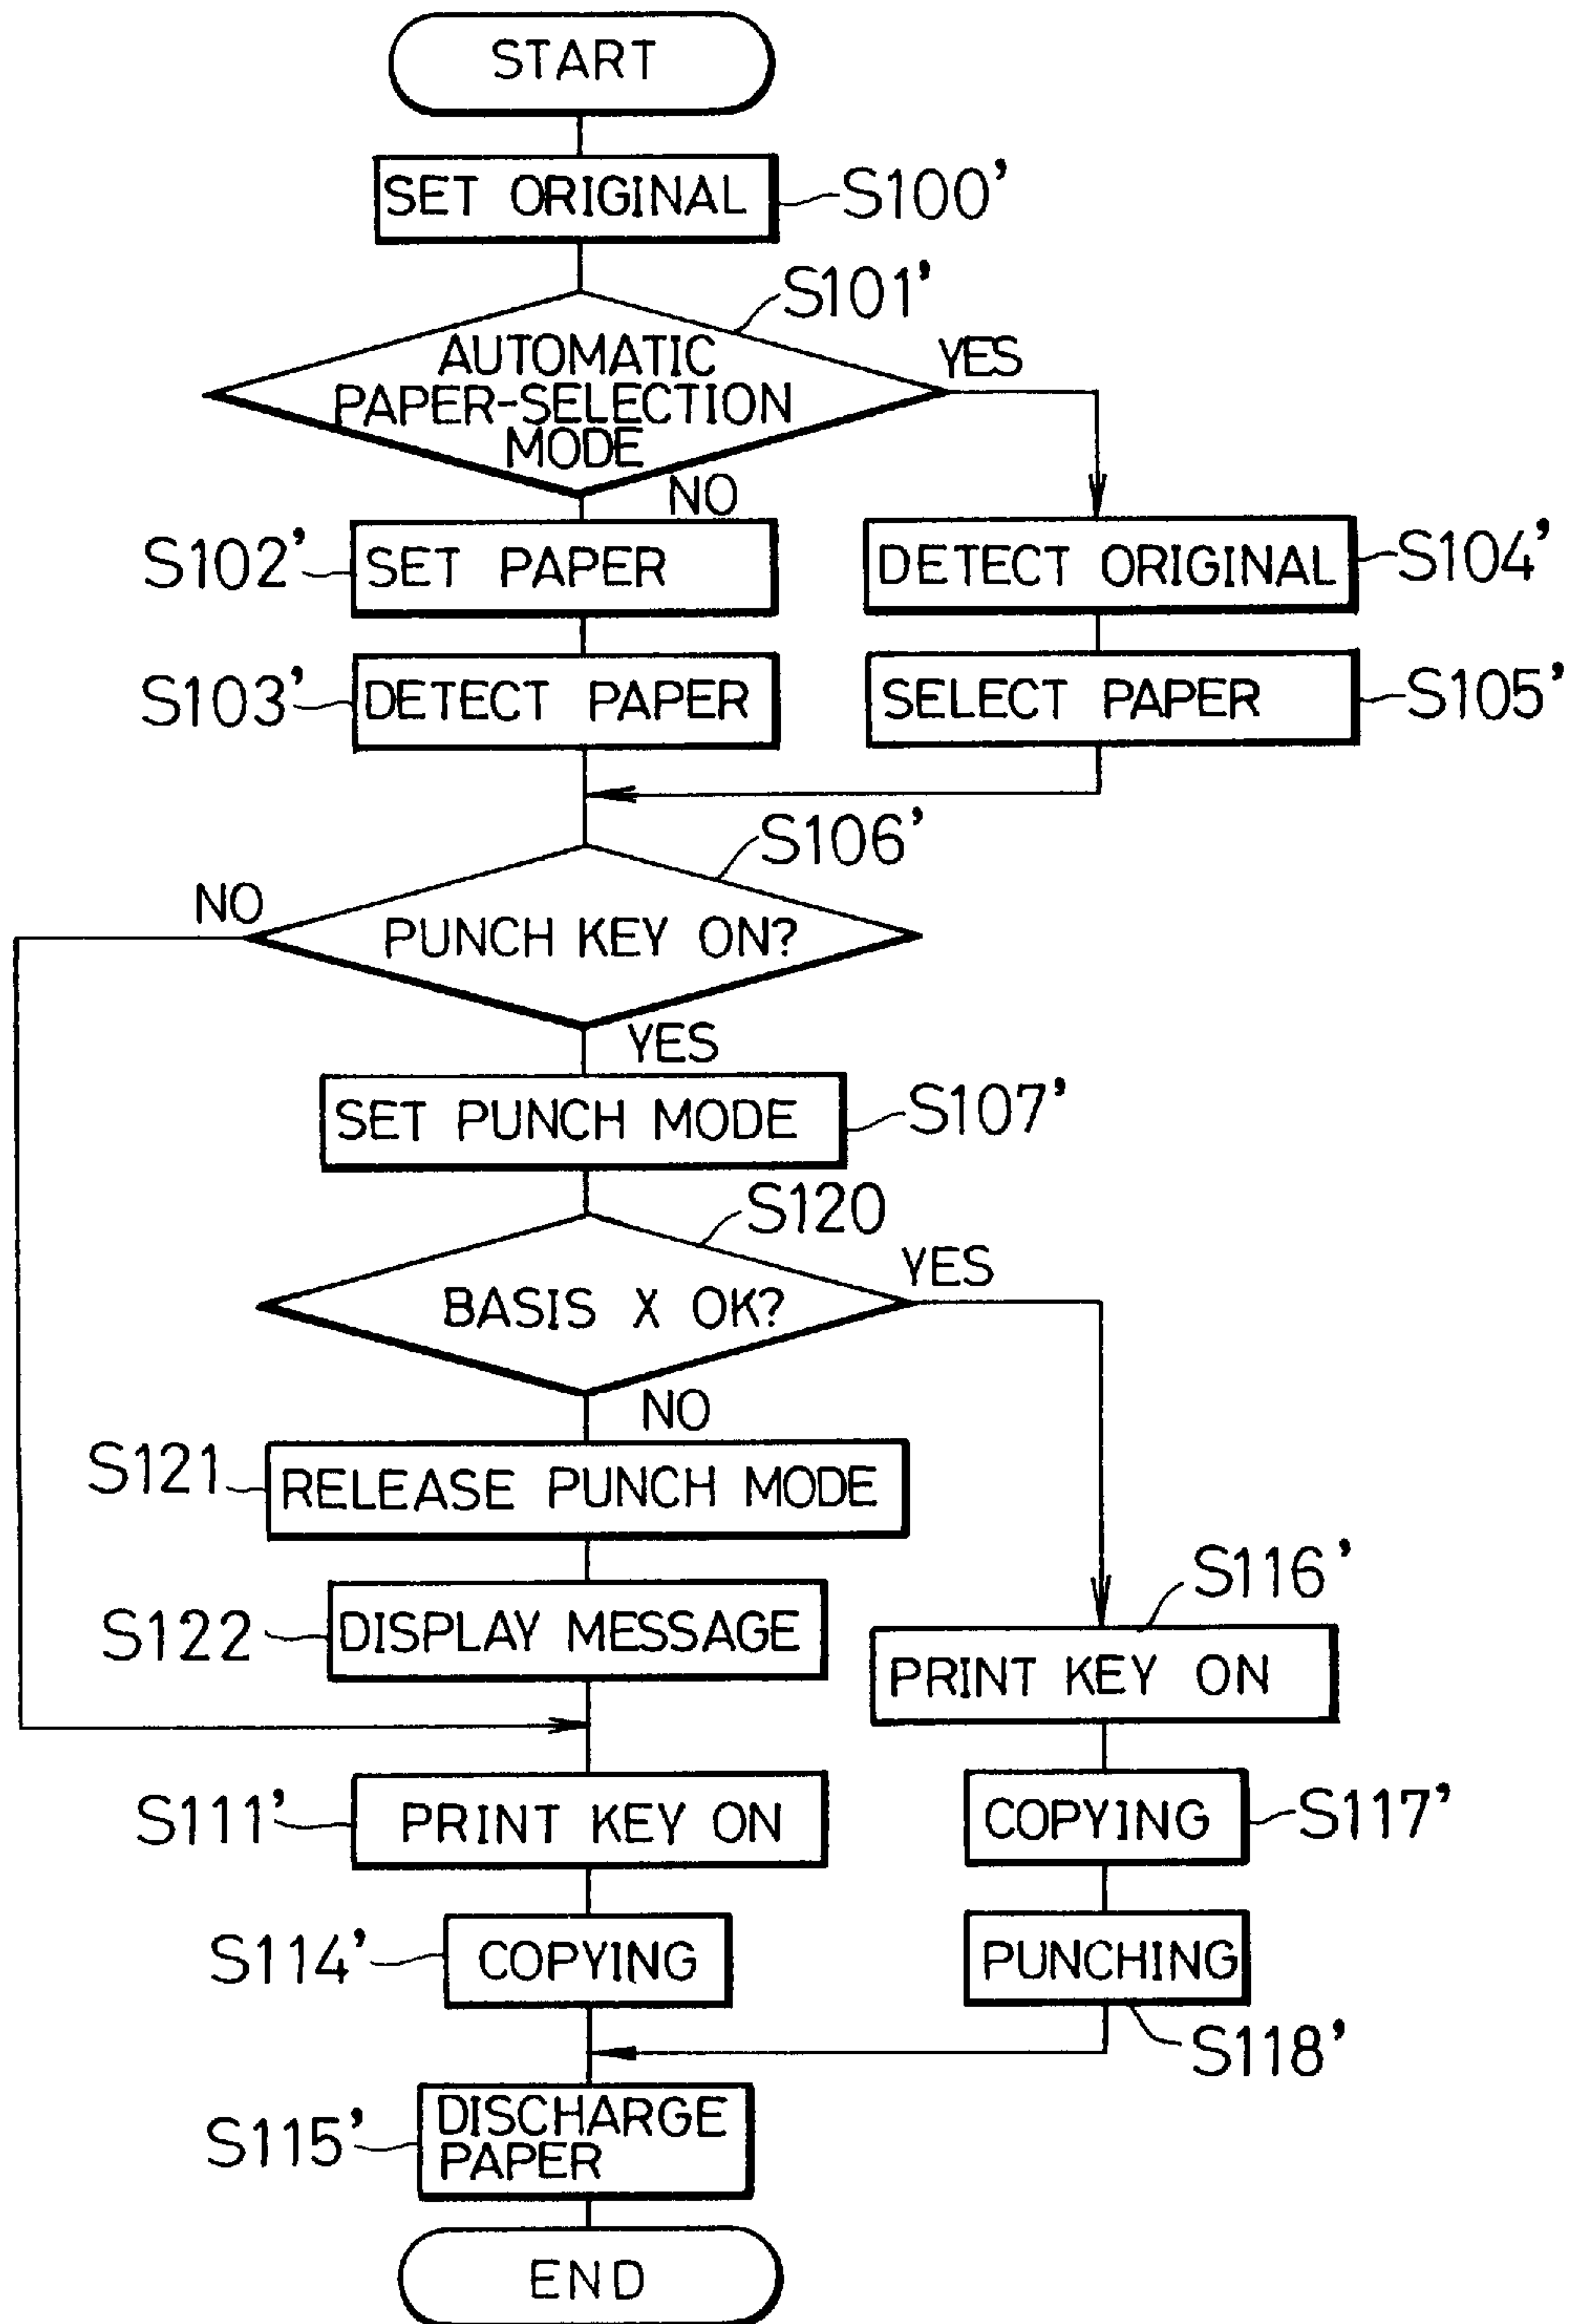 START
SET ORIGINAL
S100'
S101'
AUTOMATIC
PAPER-SELECTION
MODE
YES
NO
S102'
SET PAPER
DETECT ORIGINAL
S104'
S103'
DETECT PAPER
SELECT PAPER
S105'
S106'
NO
PUNCH KEY ON?
YES
SET PUNCH MODE
S107'
S120
YES
BASIS X OK?
NO
S121
RELEASE PUNCH MODE
S116'
S122
DISPLAY MESSAGE
PRINT KEY ON
S111'
PRINT KEY ON
COPYING
S117'
S114'
COPYING
PUNCHING
S118'
S115'
DISCHARGE
PAPER
END